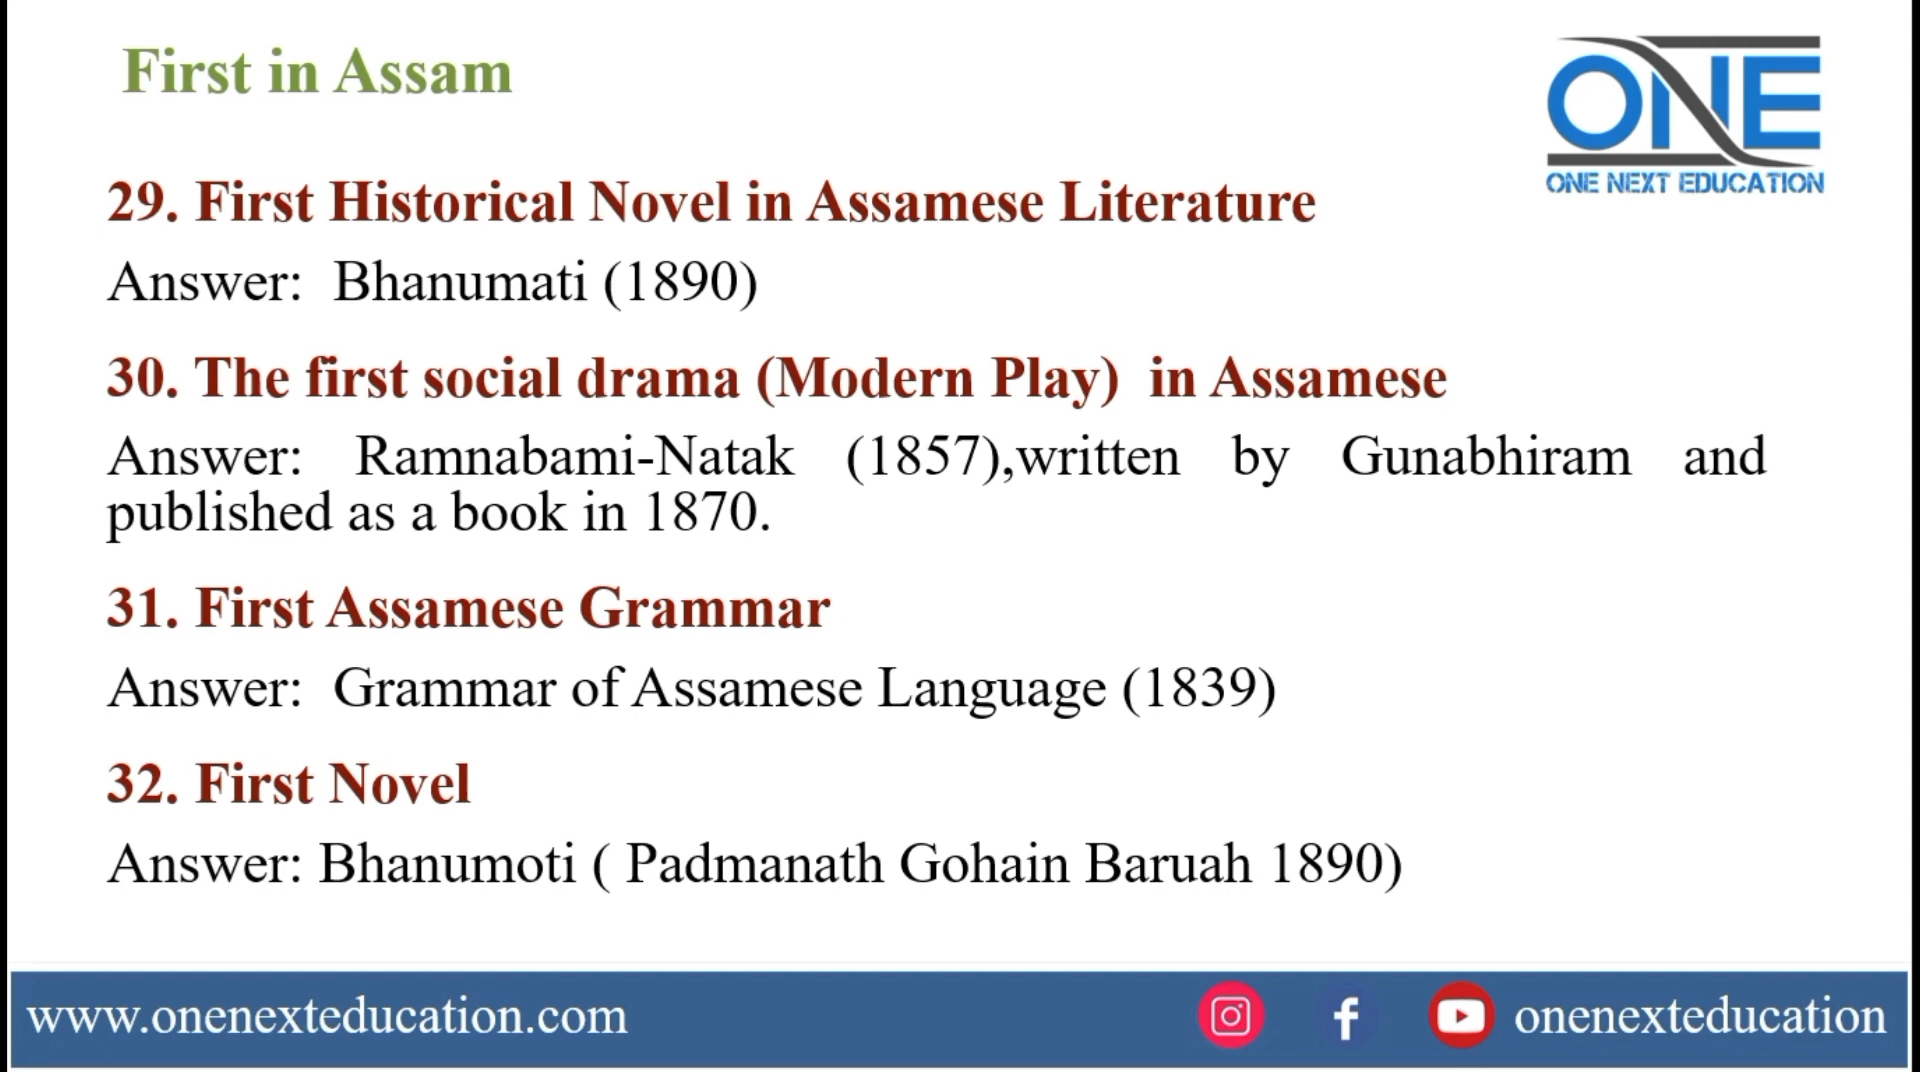 First in Assam
ONE
ONE NEXT EDUCATION
29. First Historical Novel in Assamese Literature
Answer: Bhanumati (1890)
30. The first social drama (Modern Play) in Assamese
Answer: Ramnabami-Natak (1857),written by Gunabhiram and
published as a book in 1870.
31. First Assamese Grammar
Answer: Grammar of Assamese Language (1839)
32. First Novel
Answer: Bhanumoti ( Padmanath Gohain Baruah 1890)
www.onenexteducation.com
onenexteducation